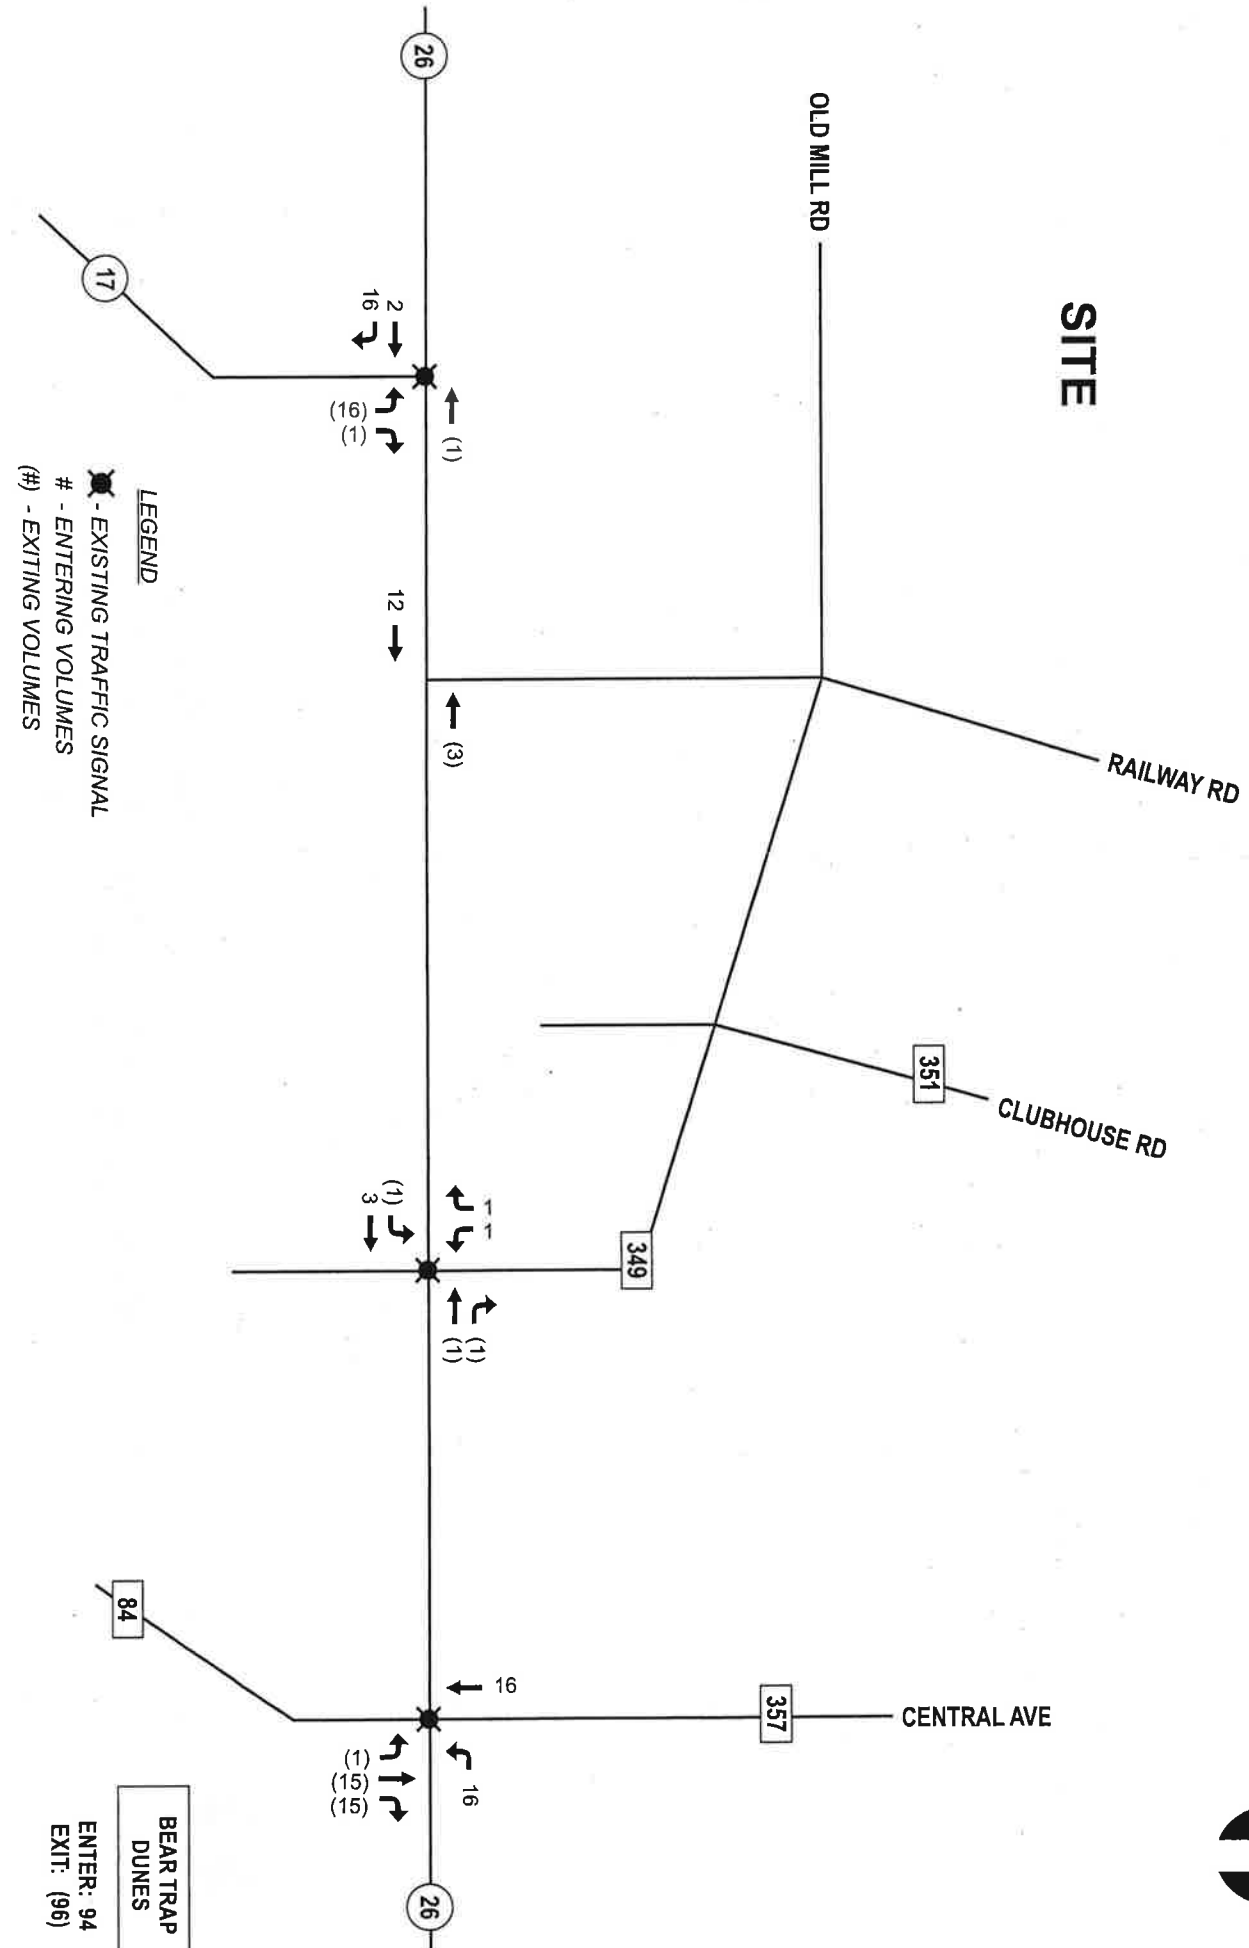 SITE
OLD MILL RD
RAILWAY RD
351
CLUBHOUSE RD
349
357
CENTRAL AVE
26
2
16
(16)
(1)
(1)
17
12
(3)
1
1
(1)
3
(1)
(1)
16
16
(1)
(15)
(15)
84
26
LEGEND
- EXISTING TRAFFIC SIGNAL
# - ENTERING VOLUMES
(#) - EXITING VOLUMES
BEAR TRAP
DUNES
ENTER: 94
EXIT: (96)